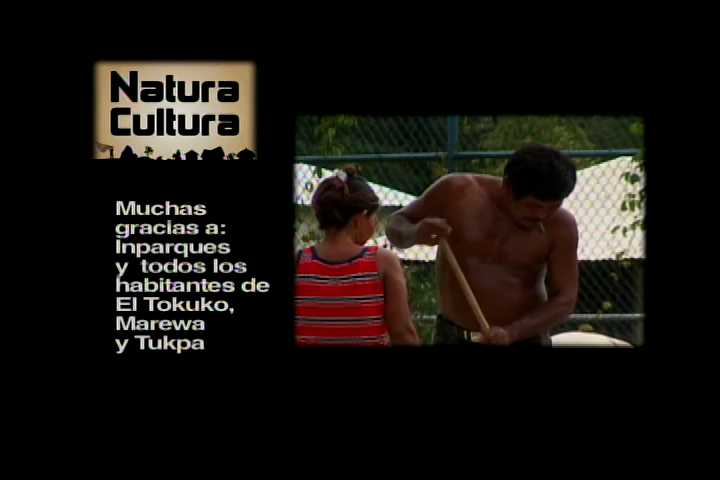 Natura
Cultura
Muchas
gracias a:
Inparques
y todos los
habitantes de
El Tokuko,
Marewa
y Tukpa